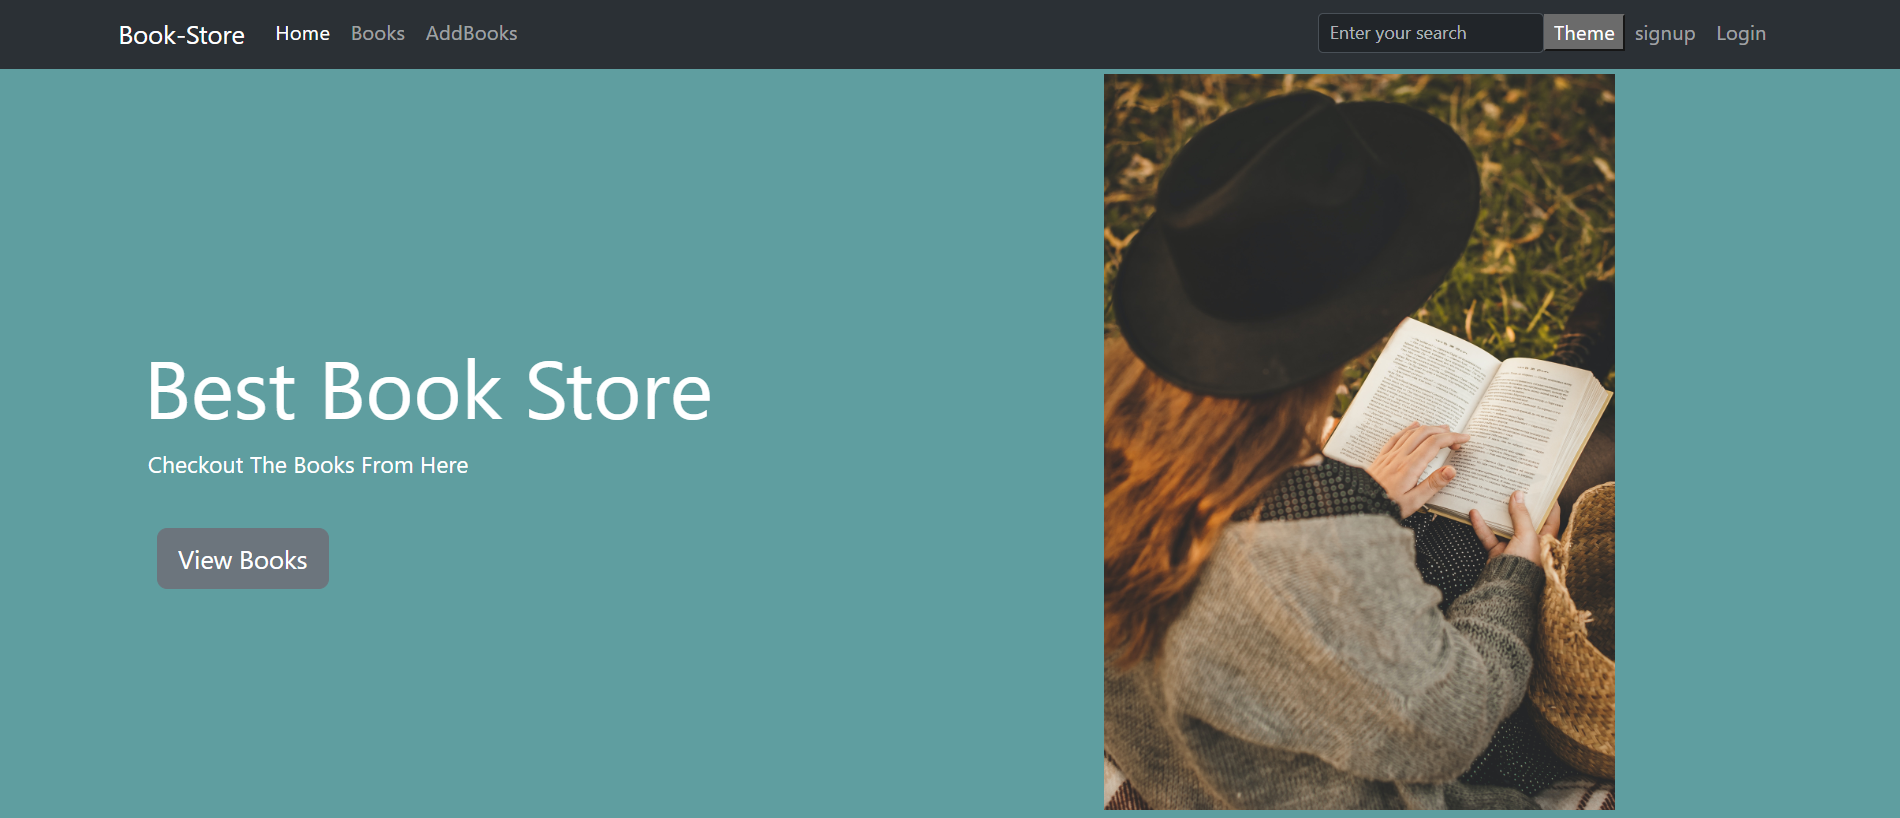 Book-Store Home Books AddBooks Enter your search Theme signup Login
Best Book Store
Checkout The Books From Here
View Books